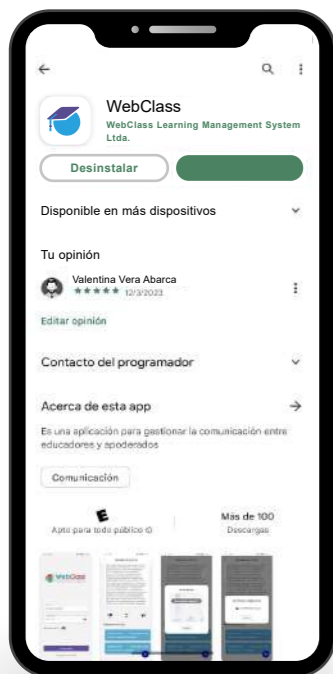 WebClass
WebClass Learning Management System
Ltda.
Desinstalar
Disponible en más dispositivos
Tu opinión
Valentina Vera Abarca
★★★★★ 12/3/2023
Editar opinión
Contacto del programador
Acerca de esta app
Es una aplicación para gestionar la comunicación entre
educadores y apoderados
Comunicación
E
Más de 100
Apto para todo público
Descargas
WebClass